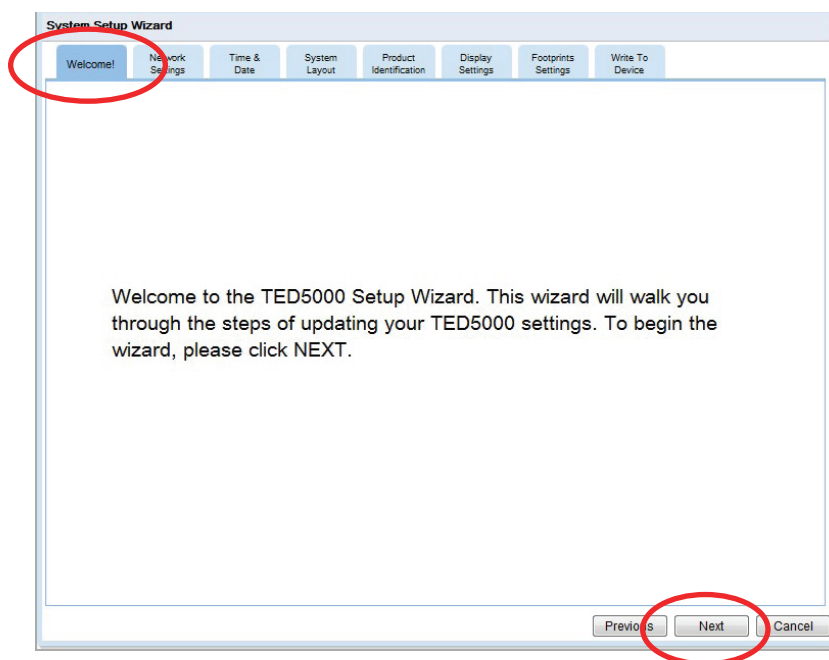 System Setup Wizard
Welcome!
Network
Settings
Time &
Date
System
Layout
Product
Identification
Display
Settings
Footprints
Settings
Write To
Device
Welcome to the TED5000 Setup Wizard. This wizard will walk you
through the steps of updating your TED5000 settings. To begin the
wizard, please click NEXT.
Previous
Next
Cancel